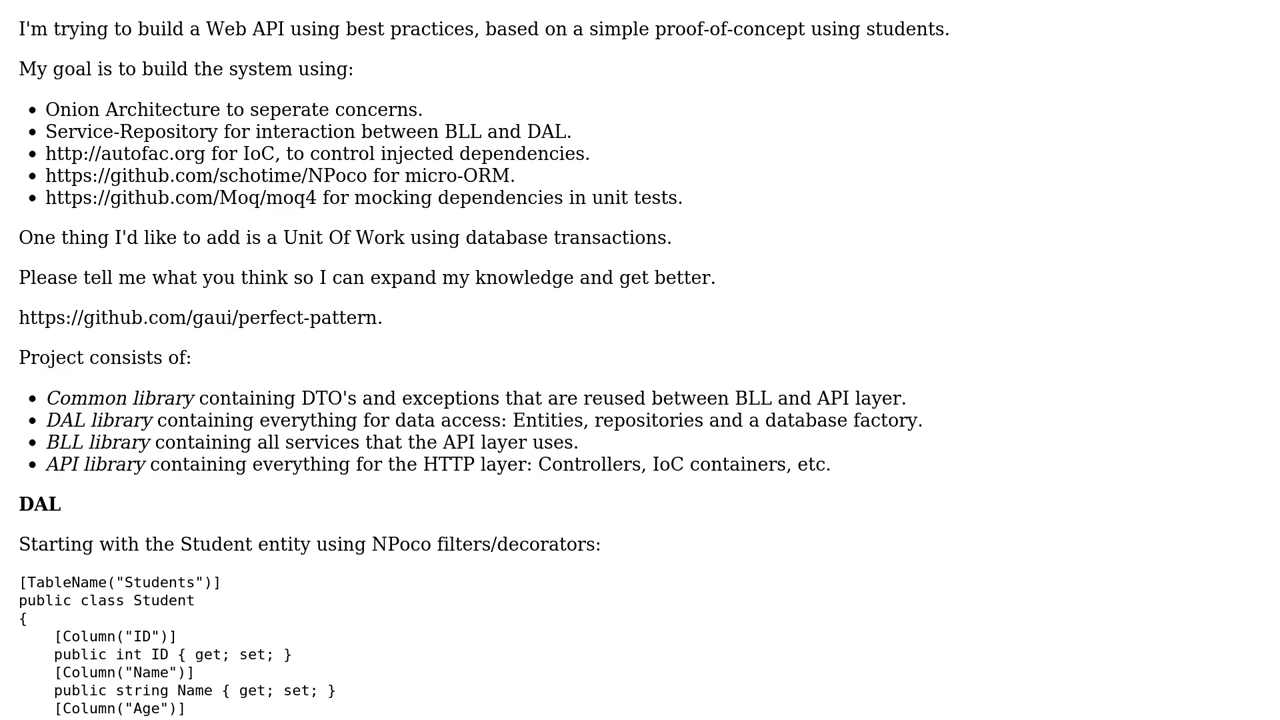 I'm trying to build a Web API using best practices, based on a simple proof-of-concept using students.
My goal is to build the system using:
• Onion Architecture to seperate concerns.
• Service-Repository for interaction between BLL and DAL.
• http://autofac.org for IoC, to control injected dependencies.
• https://github.com/schotime/NPoco for micro-ORM.
• https://github.com/Moq/moq4 for mocking dependencies in unit tests.
One thing I'd like to add is a Unit Of Work using database transactions.
Please tell me what you think so I can expand my knowledge and get better.
https://github.com/gaui/perfect-pattern.
Project consists of:
• Common library containing DTO's and exceptions that are reused between BLL and API layer.
• DAL library containing everything for data access: Entities, repositories and a database factory.
• BLL library containing all services that the API layer uses.
• API library containing everything for the HTTP layer: Controllers, IoC containers, etc.
DAL
Starting with the Student entity using NPoco filters/decorators:
[TableName("Students")]
public class Student
{
    [Column("ID")]
    public int ID { get; set; }
    [Column("Name")]
    public string Name { get; set; }
    [Column("Age")]